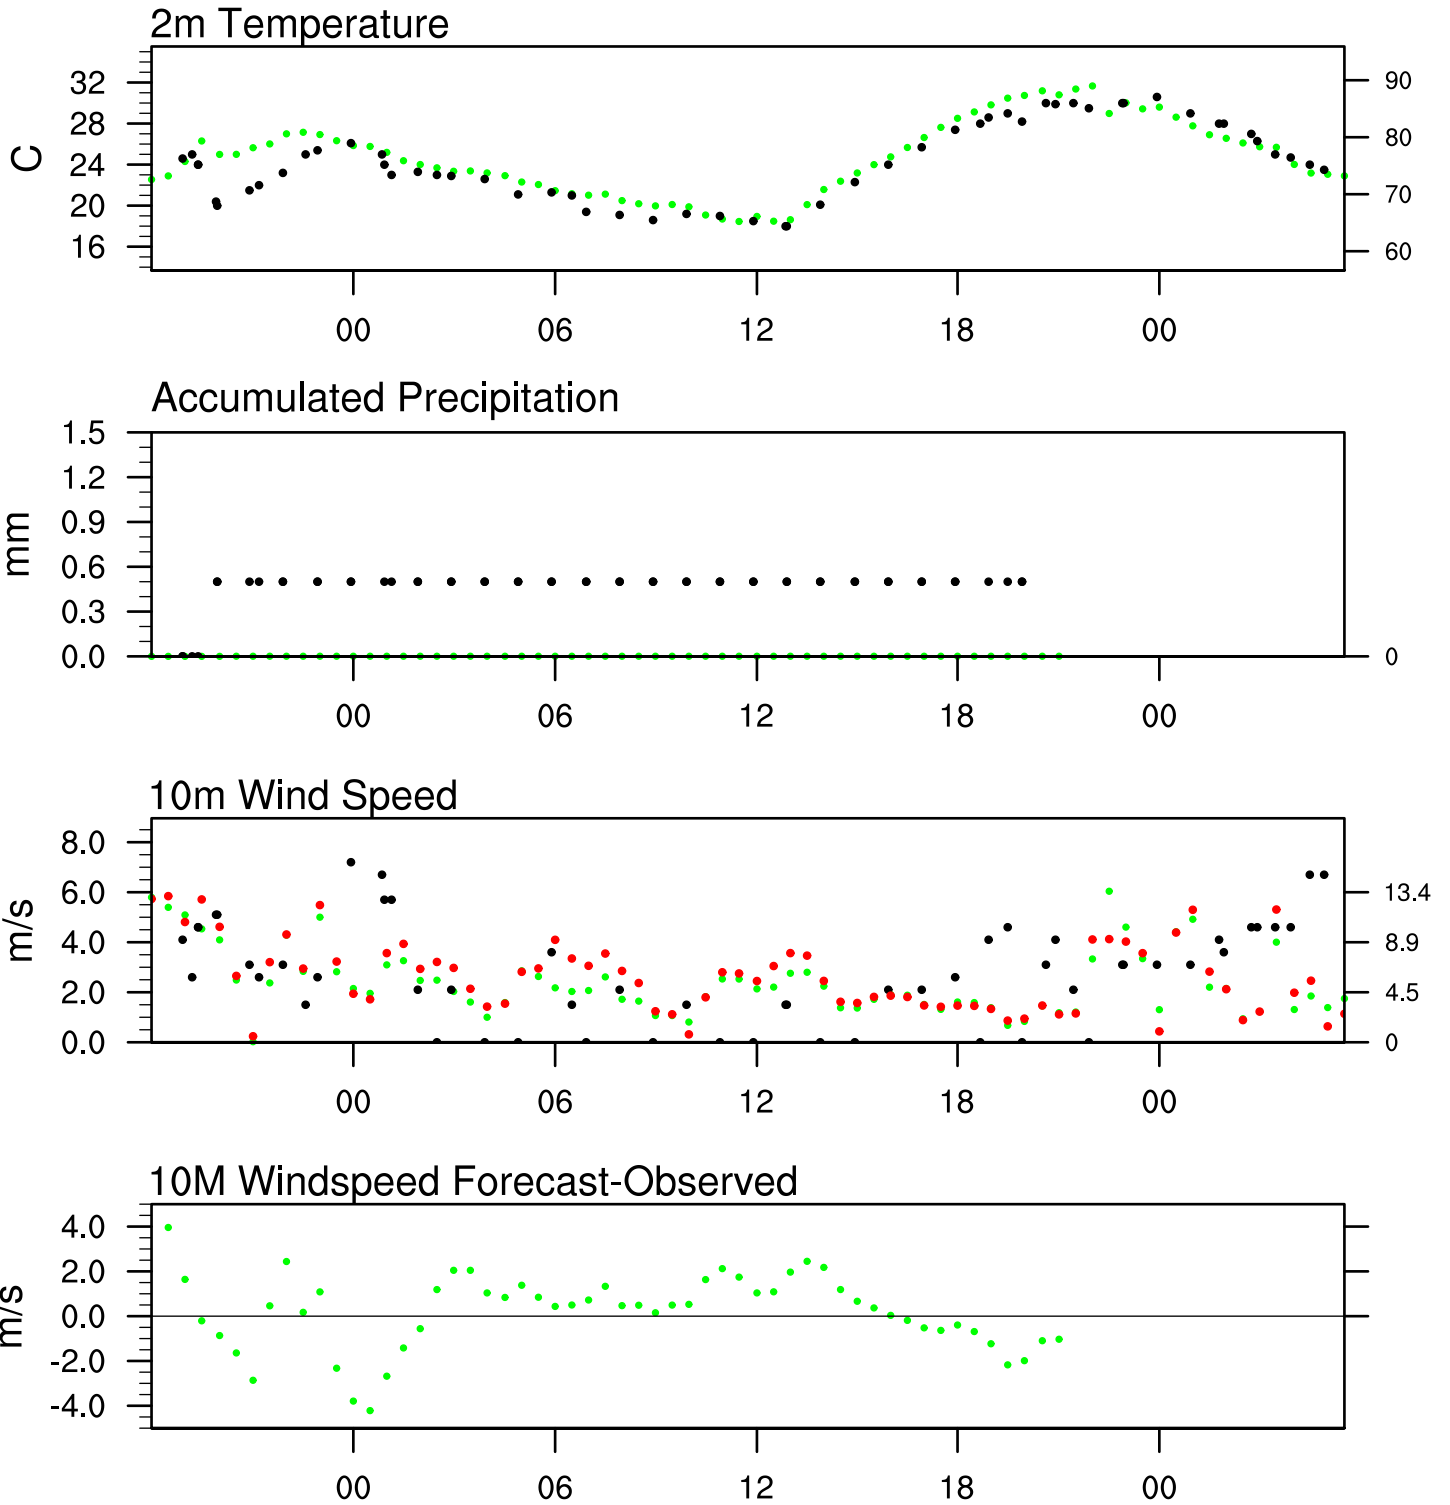 2m Temperature
32
28
24
20
16
C
90
80
70
60
00 06 12 18 00
Accumulated Precipitation
1.5
1.2
0.9
0.6
0.3
0.0
mm
0
00 06 12 18 00
10m Wind Speed
8.0
6.0
4.0
2.0
0.0
m/s
13.4
8.9
4.5
0
00 06 12 18 00
10M Windspeed Forecast-Observed
4.0
2.0
0.0
-2.0
-4.0
m/s
00 06 12 18 00